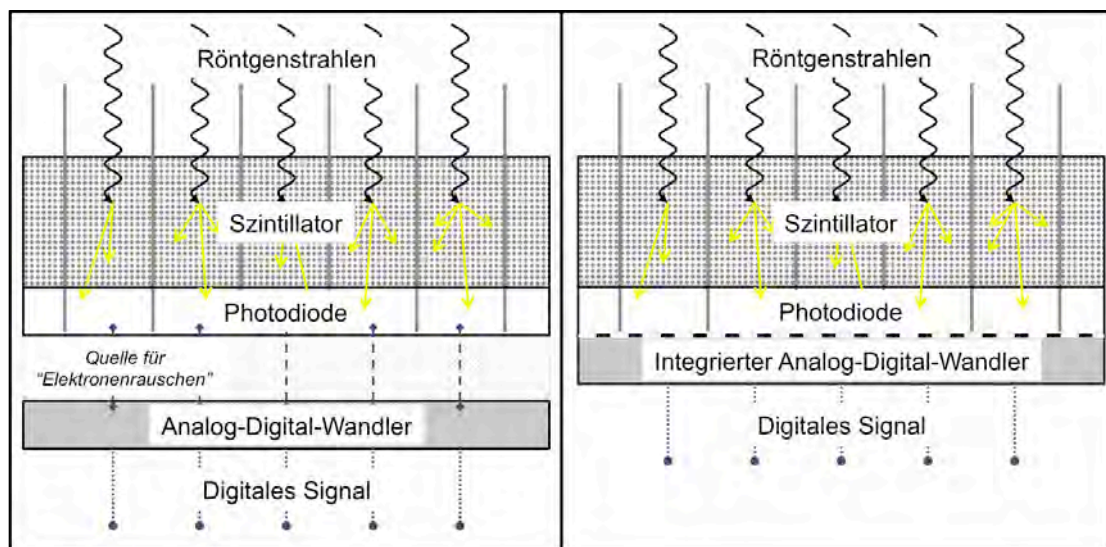 Röntgenstrahlen
Szintillator
Photodiode
Quelle für
"Elektronenrauschen"
Analog-Digital-Wandler
Digitales Signal
Röntgenstrahlen
Szintillator
Photodiode
Integrierter Analog-Digital-Wandler
Digitales Signal